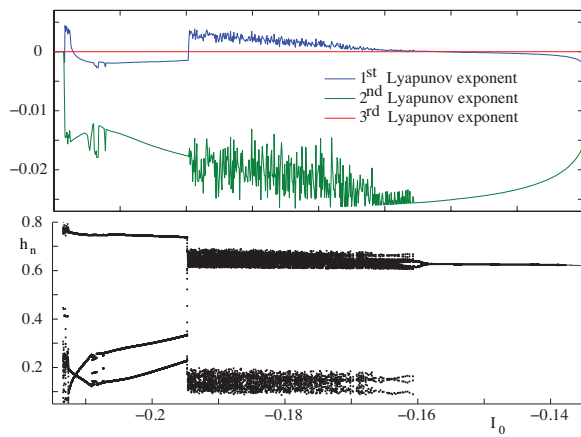 0
−0.01
−0.02
1st Lyapunov exponent
2nd Lyapunov exponent
3rd Lyapunov exponent
0.8
hn
0.6
0.4
0.2
−0.2
−0.18
−0.16
−0.14
I0